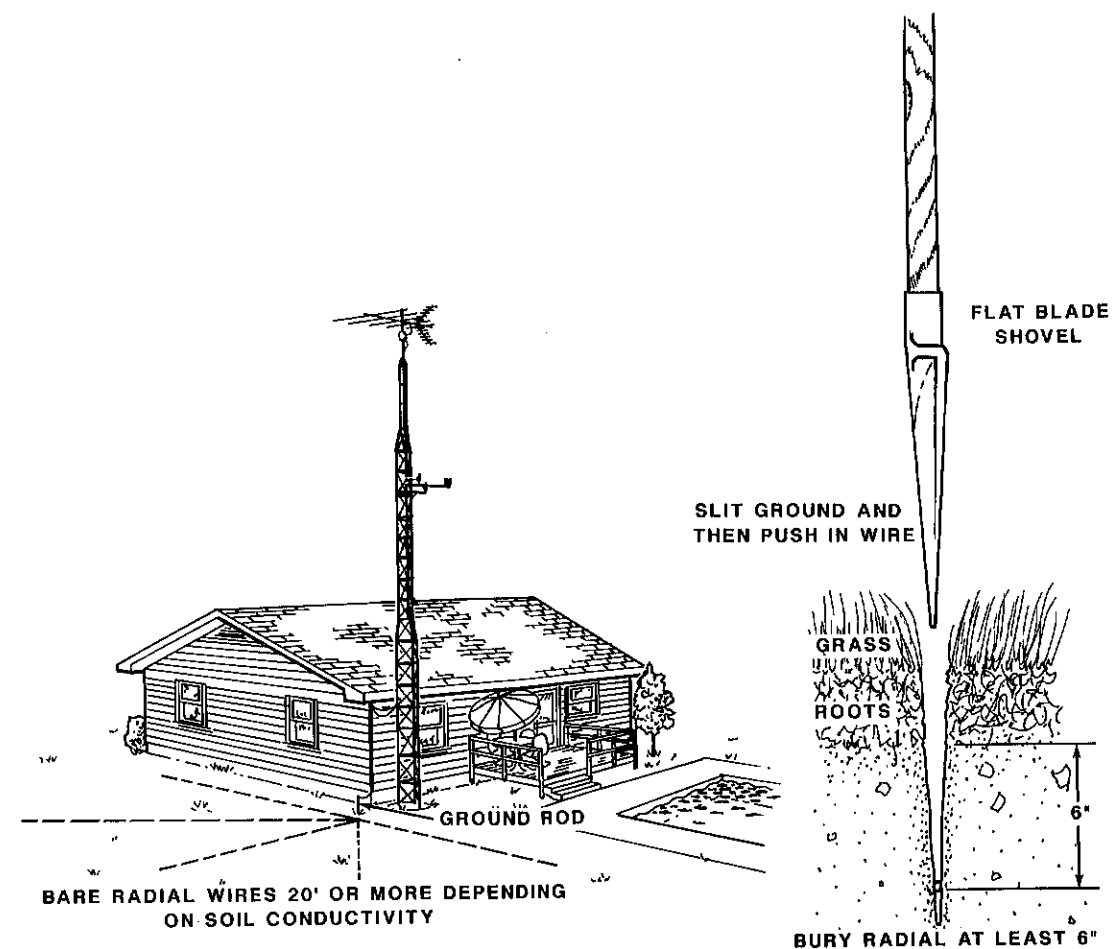 FLAT BLADE
SHOVEL
SLIT GROUND AND
THEN PUSH IN WIRE
GRASS
ROOTS
6"
GROUND ROD
BARE RADIAL WIRES 20' OR MORE DEPENDING
ON SOIL CONDUCTIVITY
BURY RADIAL AT LEAST 6"